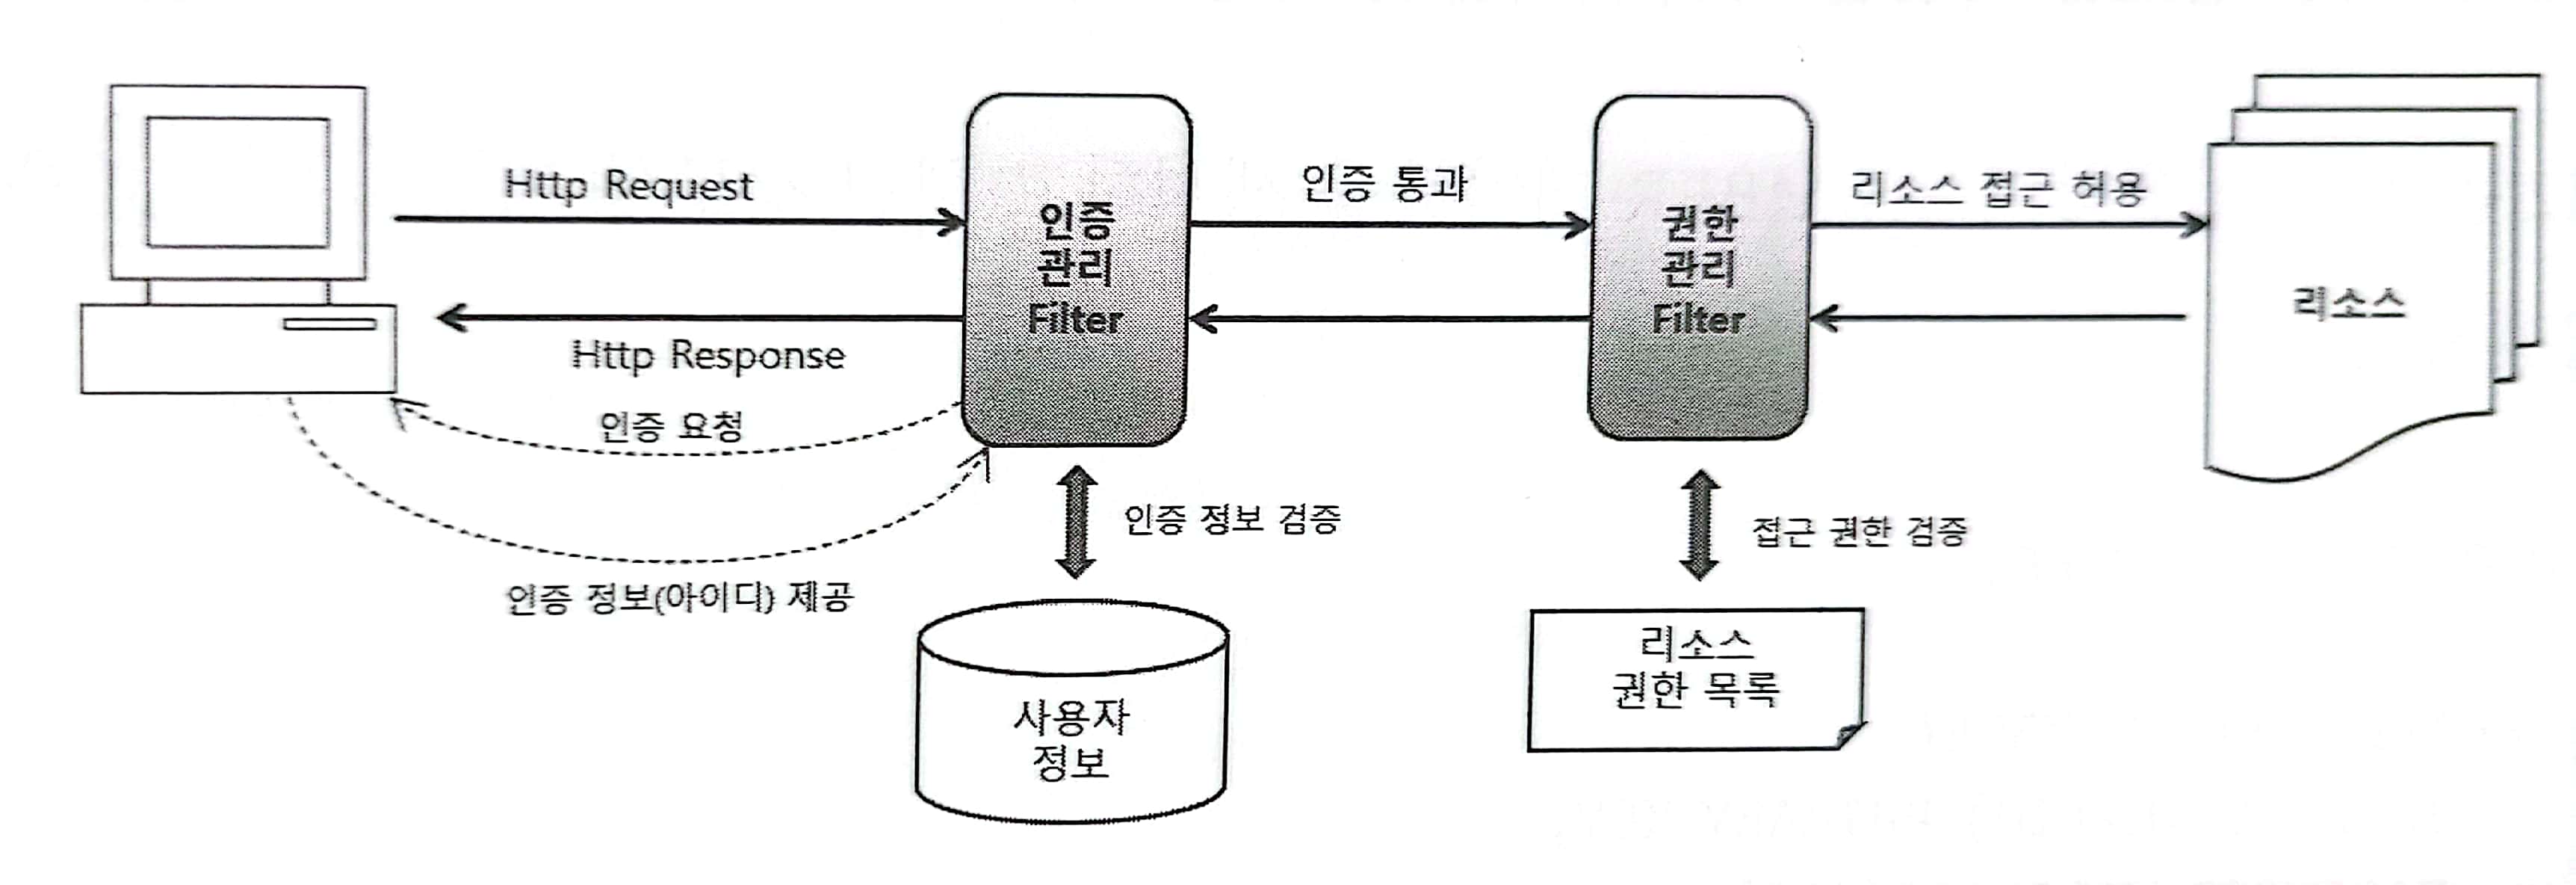 Http Request
인증 통과
리소스 접근 허용
인증
관리
Filter
권한
관리
Filter
리소스
Http Response
인증 요청
인증 정보 검증
접근 권한 검증
인증 정보(아이디) 제공
리소스
권한 목록
사용자
정보